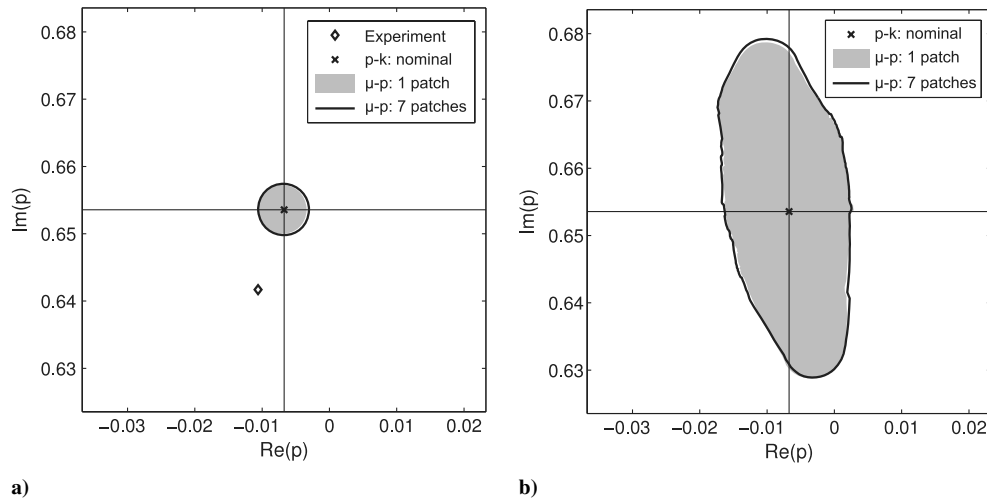 0.68
0.67
0.66
0.65
0.64
0.63
Im(p)
Experiment
p-k: nominal
μ-p: 1 patch
μ-p: 7 patches
-0.03
-0.02
-0.01
0
0.01
0.02
Re(p)
a)
0.68
0.67
0.66
0.65
0.64
0.63
Im(p)
p-k: nominal
μ-p: 1 patch
μ-p: 7 patches
-0.03
-0.02
-0.01
0
0.01
0.02
Re(p)
b)